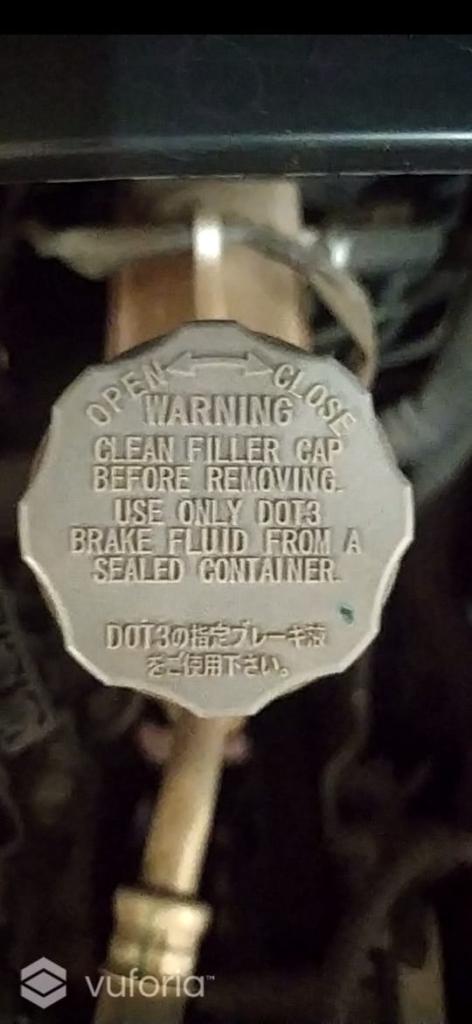 OPEN CLOSE
WARNING
CLEAN FILLER CAP
BEFORE REMOVING.
USE ONLY DOT3
BRAKE FLUID FROM A
SEALED CONTAINER.
DOT3の指定ブレーキ液
をご使用下さい。
vuforia™